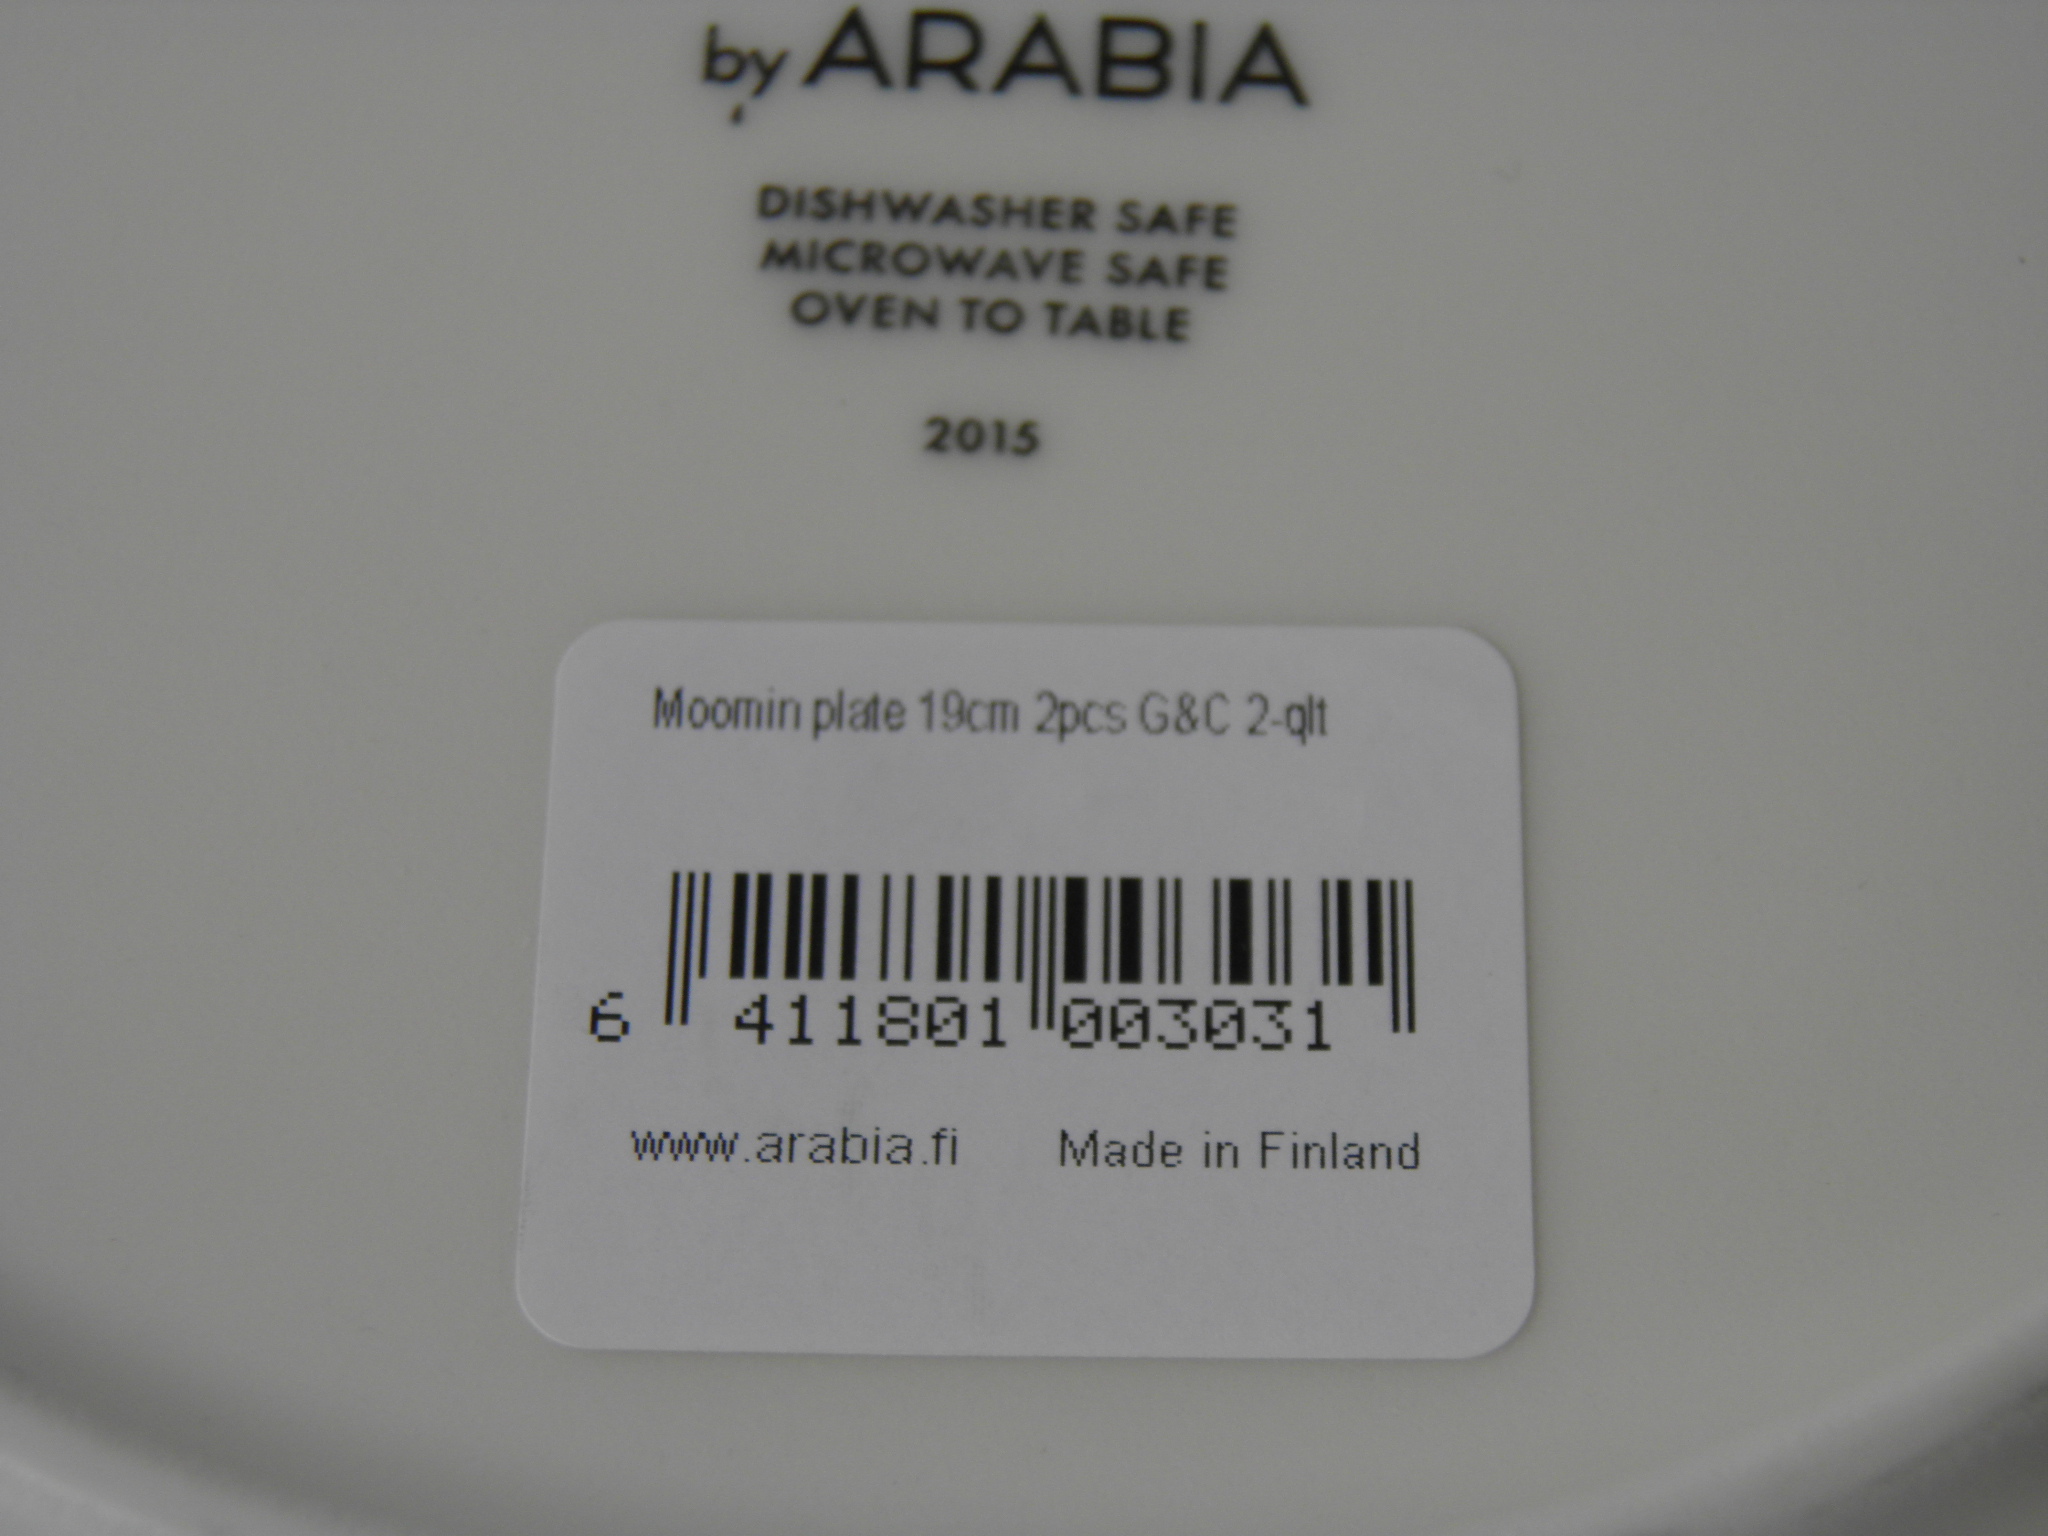 by ARABIA
DISHWASHER SAFE
MICROWAVE SAFE
OVEN TO TABLE
2015
Moomin plate 19cm 2pcs G&C 2-qlt
6 411801 003031
www.arabia.fi Made in Finland